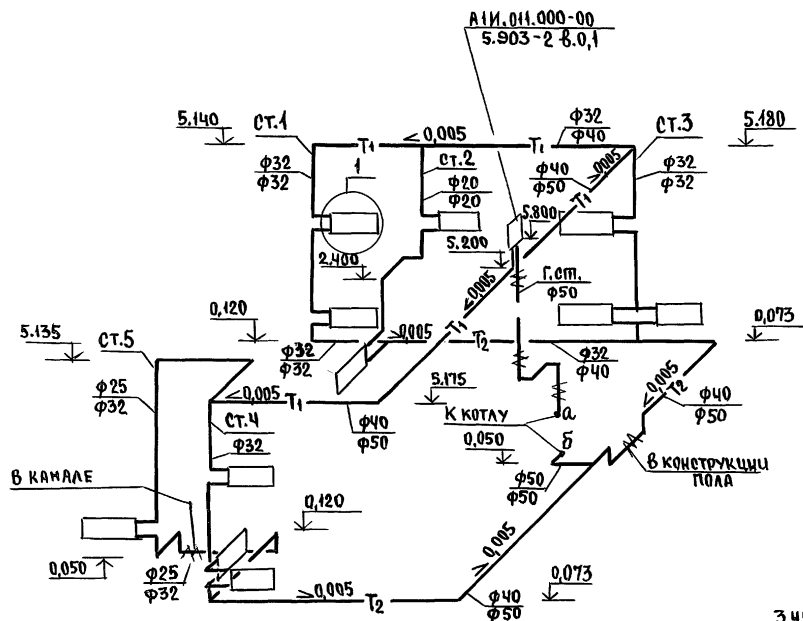 А1И.011.000-00
5.903-2 в.0,1
5.140
СТ.1
0,005
Т1
Т1
ф32
ф40
СТ.3
5.180
ф32
ф32
1
СТ.2
ф20
ф20
ф40
ф50
0,005
Т1
ф32
ф32
5.800
5.200
2.400
Г.СТ.
ф50
0,005
Т1
0,120
0,073
5.135
СТ.5
0,005
Т2
ф32
ф32
ф32
ф40
ф25
ф32
0,005
Т1
5.175
ф40
ф50
0,005
Т2
ф40
ф50
СТ.4
ф32
К КОТЛУ
а
б
0,050
ф50
ф50
В КОНСТРУКЦИИ
ПОЛА
В КАНАЛЕ
0,120
0,050
ф25
ф32
0,005
0,005
Т2
0,073
ф40
ф50